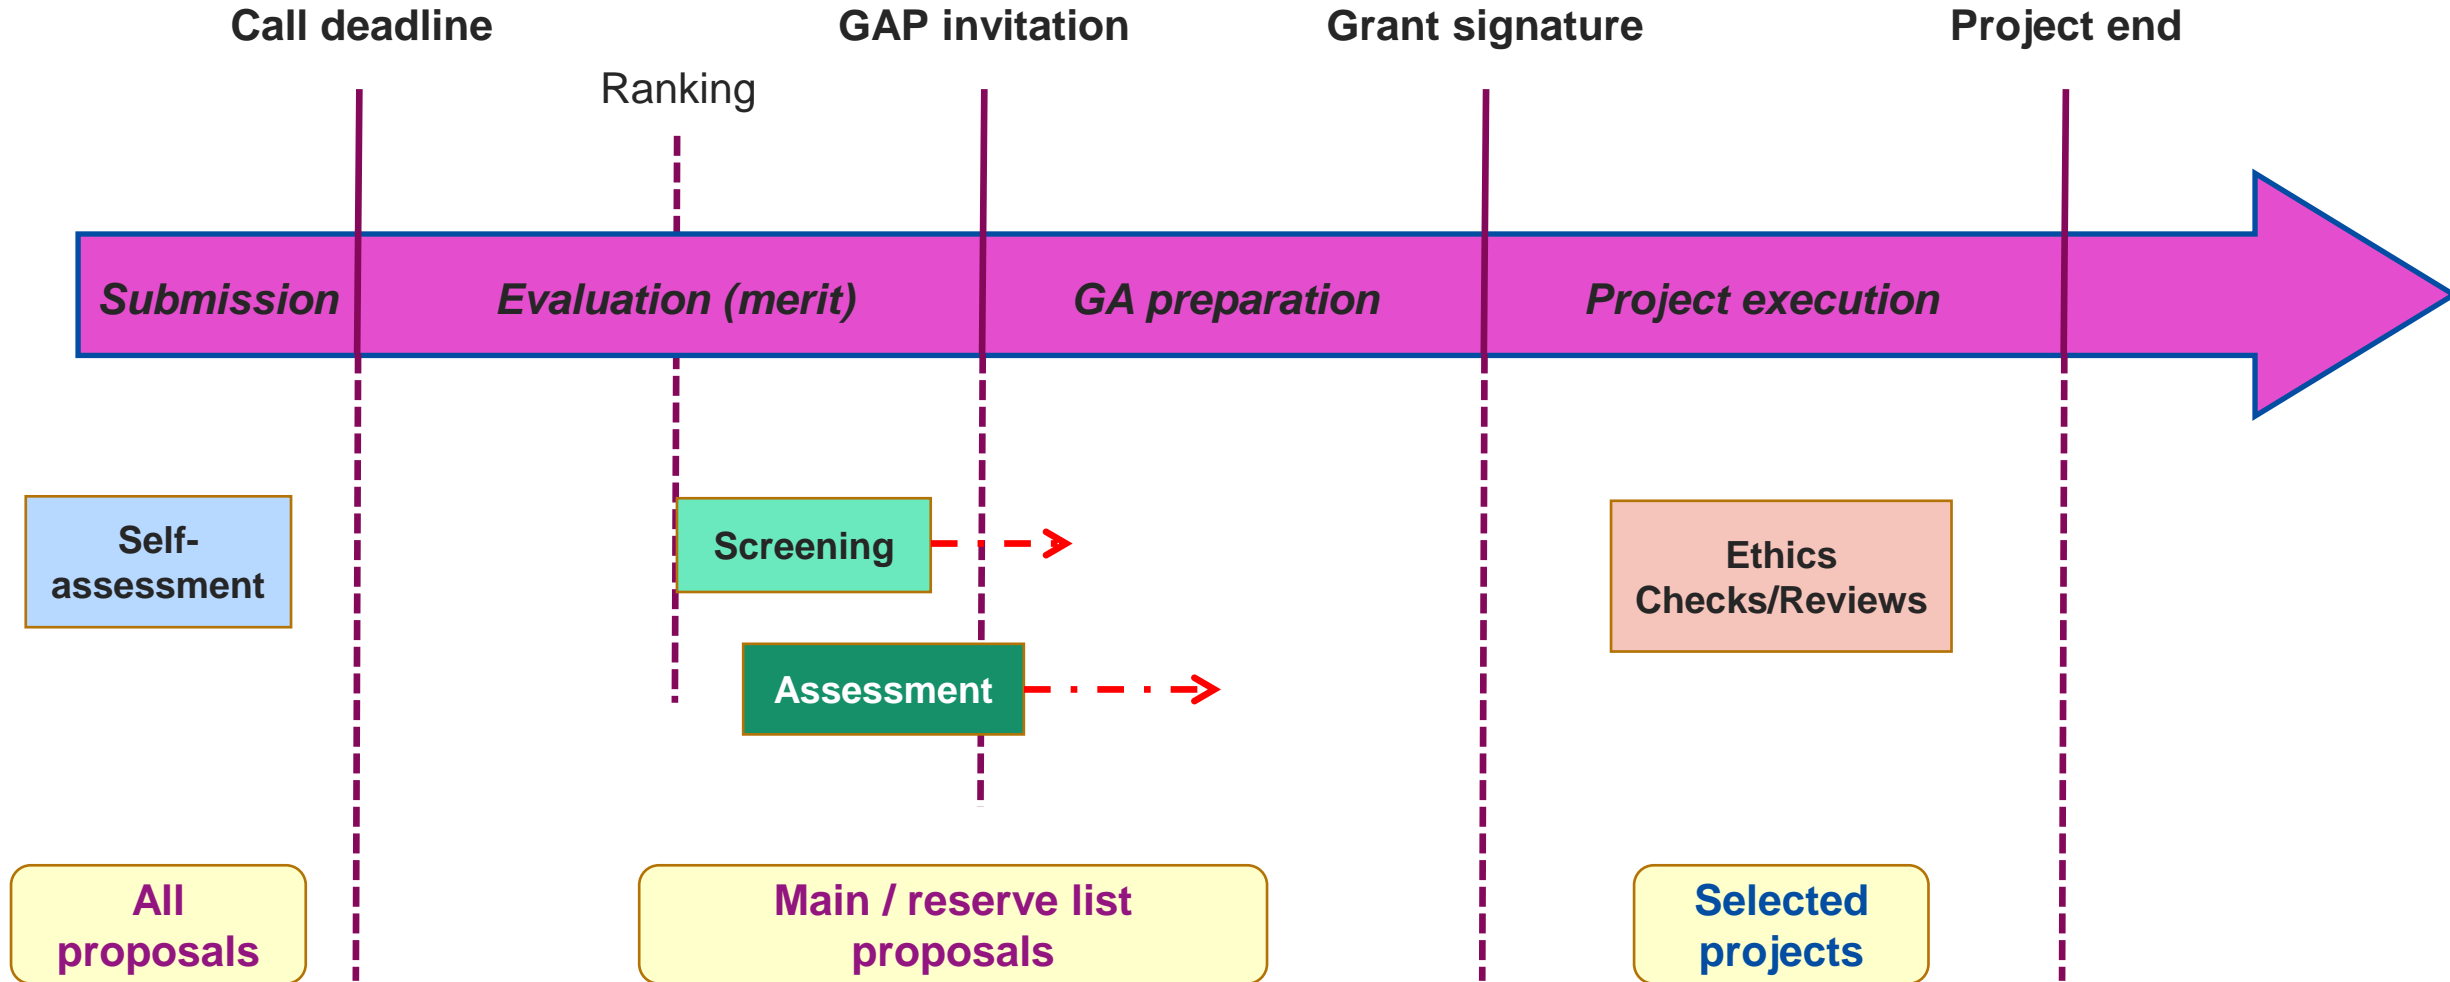 Call deadline
GAP invitation
Grant signature
Project end
Ranking
Submission
Evaluation (merit)
GA preparation
Project execution
Self-
assessment
Screening
Ethics
Checks/Reviews
Assessment
All
proposals
Main / reserve list
proposals
Selected
projects